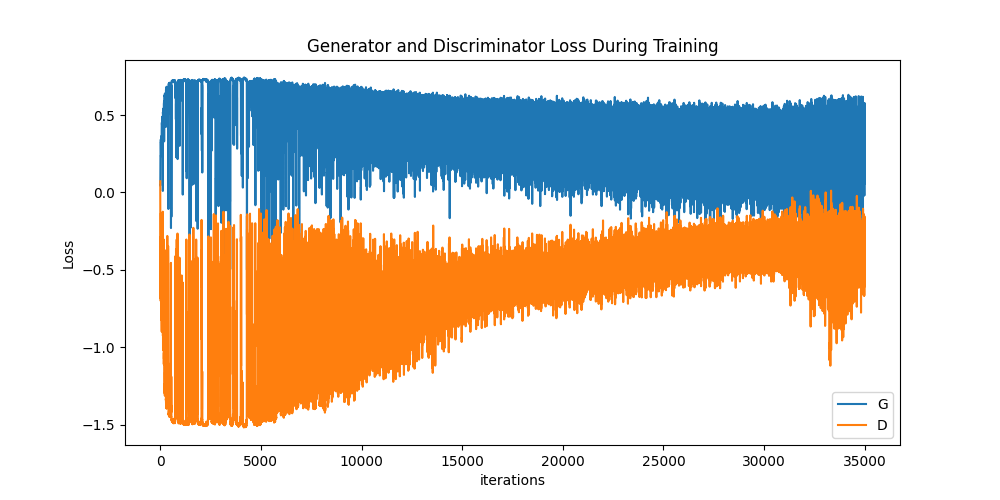 Generator and Discriminator Loss During Training
Loss
0.5
0.0
−0.5
−1.0
−1.5
0
5000
10000
15000
20000
25000
30000
35000
iterations
G
D